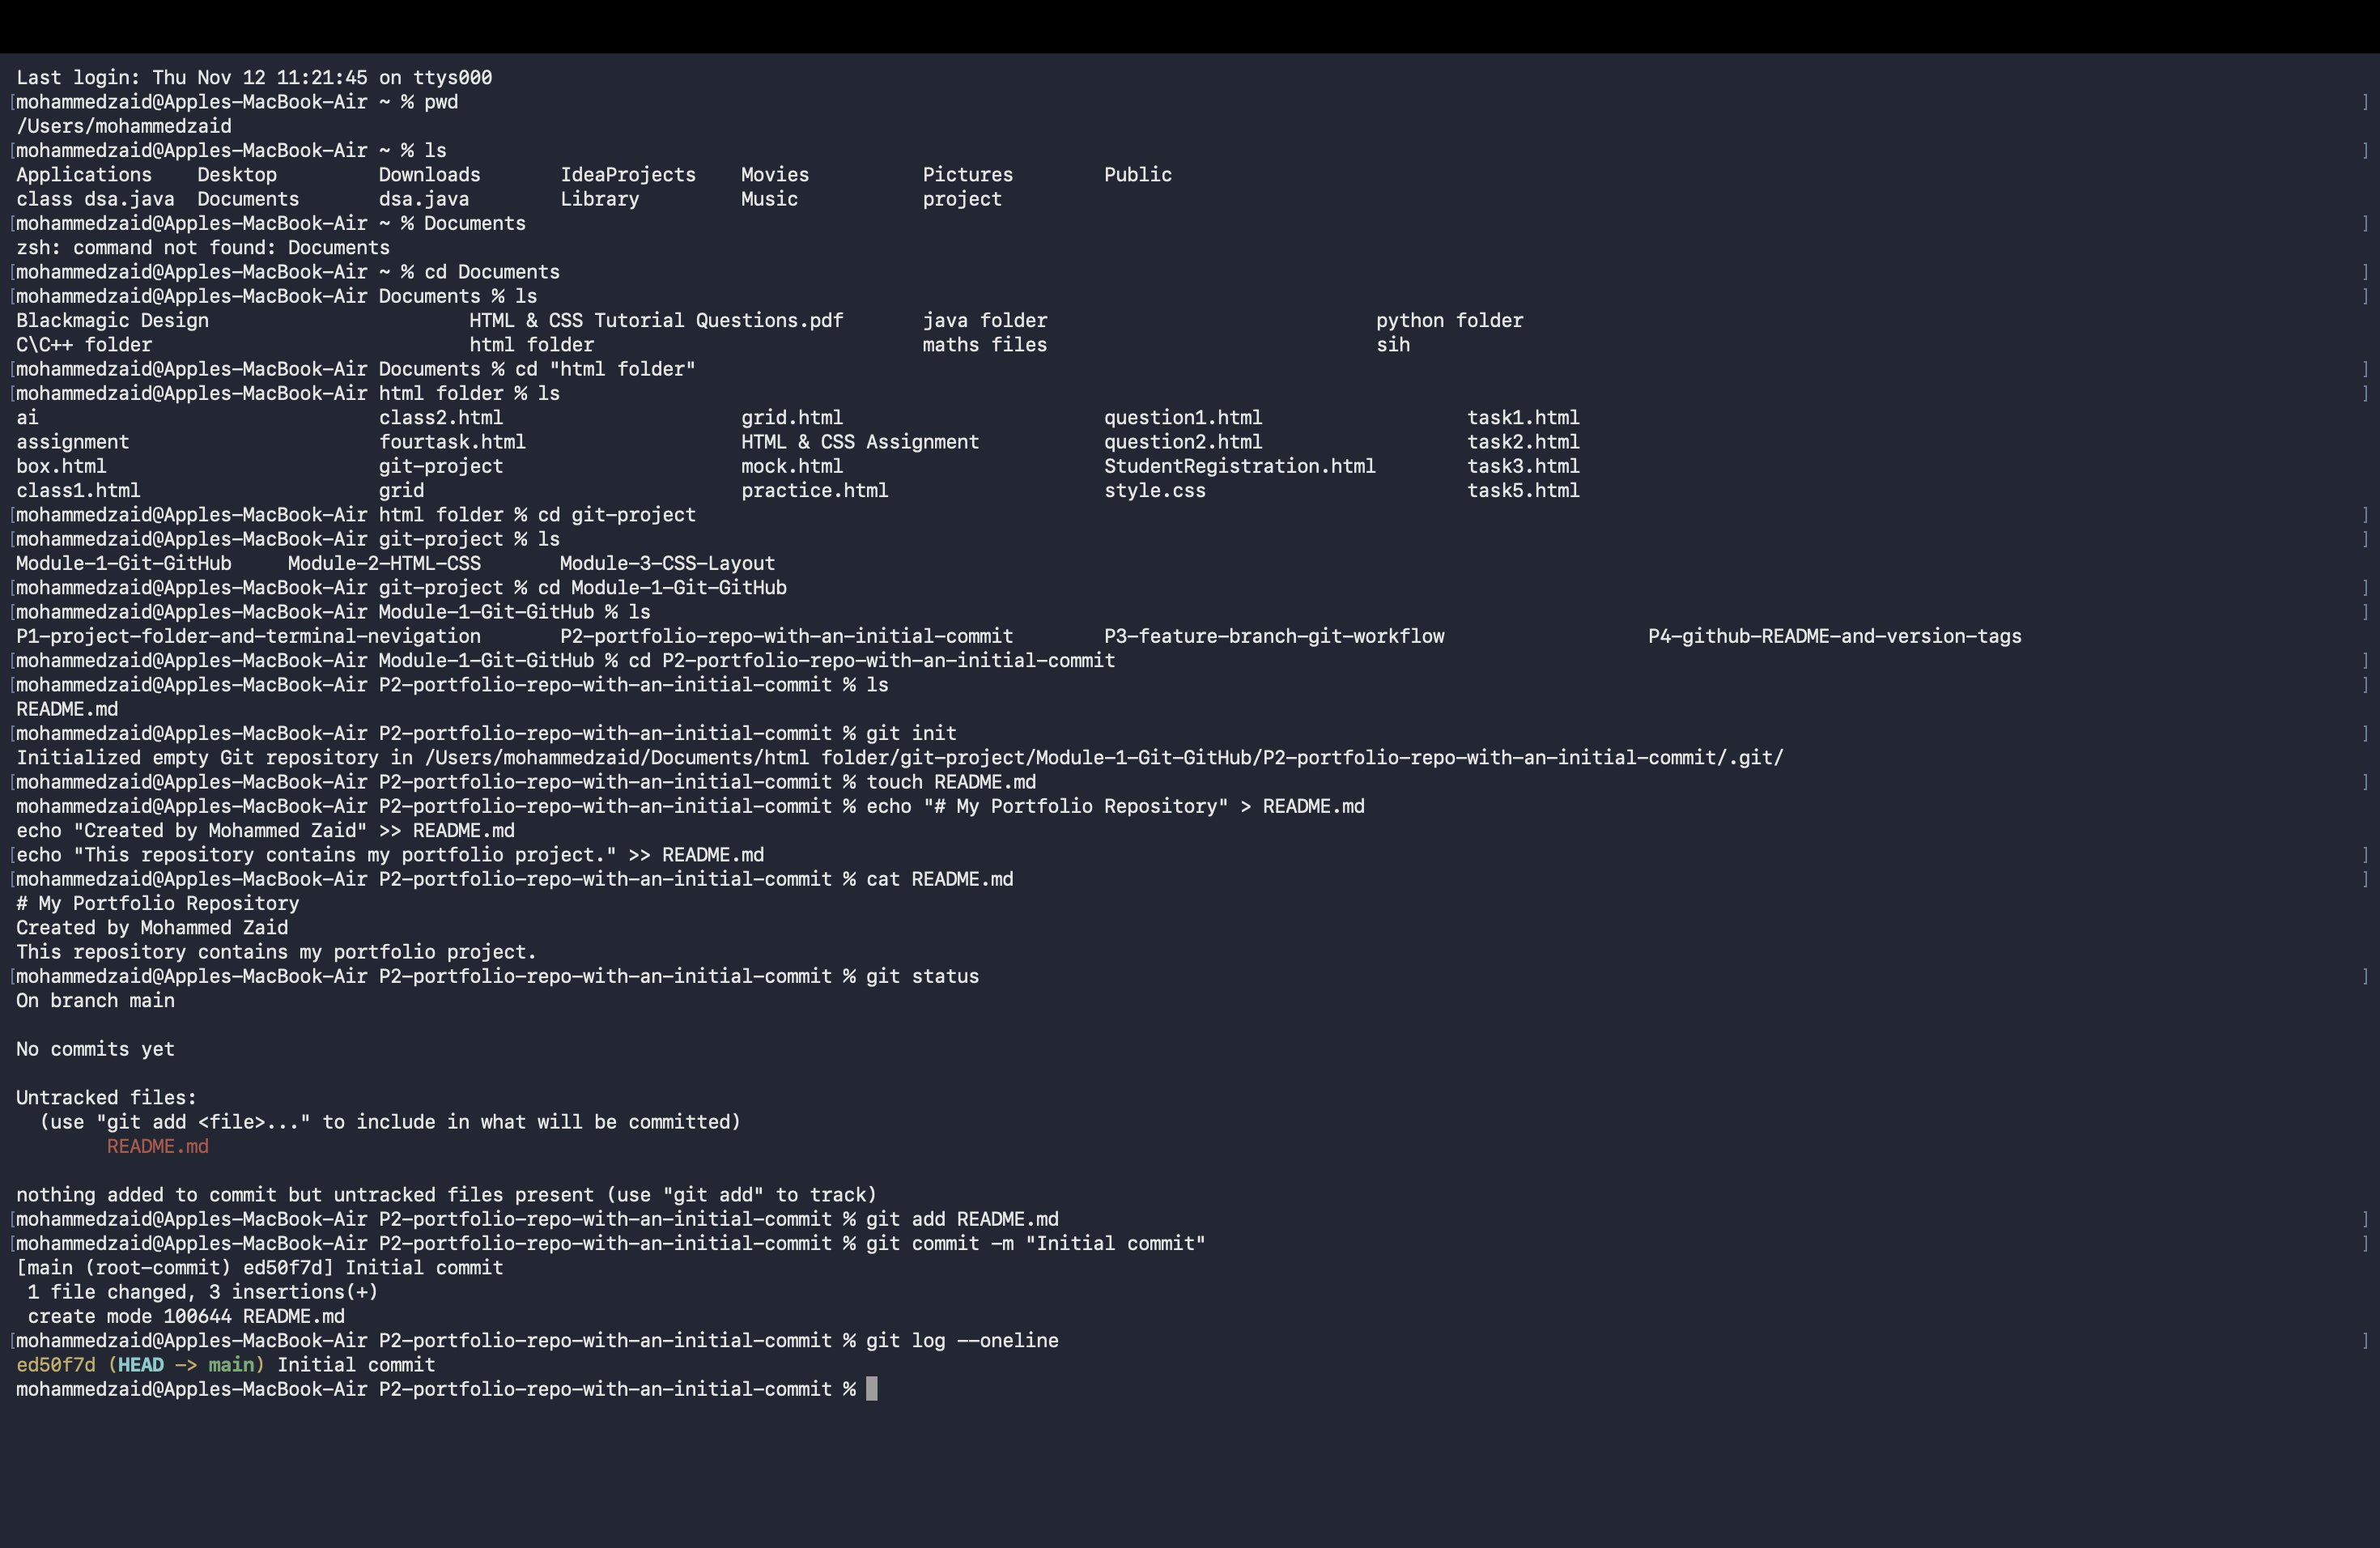 Last login: Thu Nov 12 11:21:45 on ttys000
[mohammedzaid@Apples-MacBook-Air ~ % pwd ]
/Users/mohammedzaid
[mohammedzaid@Apples-MacBook-Air ~ % ls ]
Applications Desktop Downloads IdeaProjects Movies Pictures Public
class dsa.java Documents dsa.java Library Music project
[mohammedzaid@Apples-MacBook-Air ~ % Documents ]
zsh: command not found: Documents
[mohammedzaid@Apples-MacBook-Air ~ % cd Documents ]
[mohammedzaid@Apples-MacBook-Air Documents % ls ]
Blackmagic Design HTML & CSS Tutorial Questions.pdf java folder python folder
C\C++ folder html folder maths files sih
[mohammedzaid@Apples-MacBook-Air Documents % cd "html folder" ]
[mohammedzaid@Apples-MacBook-Air html folder % ls ]
ai class2.html grid.html question1.html task1.html
assignment fourtask.html HTML & CSS Assignment question2.html task2.html
box.html git-project mock.html StudentRegistration.html task3.html
class1.html grid practice.html style.css task5.html
[mohammedzaid@Apples-MacBook-Air html folder % cd git-project ]
[mohammedzaid@Apples-MacBook-Air git-project % ls ]
Module-1-Git-GitHub Module-2-HTML-CSS Module-3-CSS-Layout
[mohammedzaid@Apples-MacBook-Air git-project % cd Module-1-Git-GitHub ]
[mohammedzaid@Apples-MacBook-Air Module-1-Git-GitHub % ls ]
P1-project-folder-and-terminal-nevigation P2-portfolio-repo-with-an-initial-commit P3-feature-branch-git-workflow P4-github-README-and-version-tags
[mohammedzaid@Apples-MacBook-Air Module-1-Git-GitHub % cd P2-portfolio-repo-with-an-initial-commit ]
[mohammedzaid@Apples-MacBook-Air P2-portfolio-repo-with-an-initial-commit % ls ]
README.md
[mohammedzaid@Apples-MacBook-Air P2-portfolio-repo-with-an-initial-commit % git init ]
Initialized empty Git repository in /Users/mohammedzaid/Documents/html folder/git-project/Module-1-Git-GitHub/P2-portfolio-repo-with-an-initial-commit/.git/
[mohammedzaid@Apples-MacBook-Air P2-portfolio-repo-with-an-initial-commit % touch README.md ]
mohammedzaid@Apples-MacBook-Air P2-portfolio-repo-with-an-initial-commit % echo "# My Portfolio Repository" > README.md
echo "Created by Mohammed Zaid" >> README.md
[echo "This repository contains my portfolio project." >> README.md ]
[mohammedzaid@Apples-MacBook-Air P2-portfolio-repo-with-an-initial-commit % cat README.md ]
# My Portfolio Repository
Created by Mohammed Zaid
This repository contains my portfolio project.
[mohammedzaid@Apples-MacBook-Air P2-portfolio-repo-with-an-initial-commit % git status ]
On branch main
No commits yet
Untracked files:
(use "git add <file>..." to include in what will be committed)
README.md
nothing added to commit but untracked files present (use "git add" to track)
[mohammedzaid@Apples-MacBook-Air P2-portfolio-repo-with-an-initial-commit % git add README.md ]
[mohammedzaid@Apples-MacBook-Air P2-portfolio-repo-with-an-initial-commit % git commit -m "Initial commit" ]
[main (root-commit) ed50f7d] Initial commit
1 file changed, 3 insertions(+)
create mode 100644 README.md
[mohammedzaid@Apples-MacBook-Air P2-portfolio-repo-with-an-initial-commit % git log --oneline ]
ed50f7d (HEAD -> main) Initial commit
mohammedzaid@Apples-MacBook-Air P2-portfolio-repo-with-an-initial-commit %